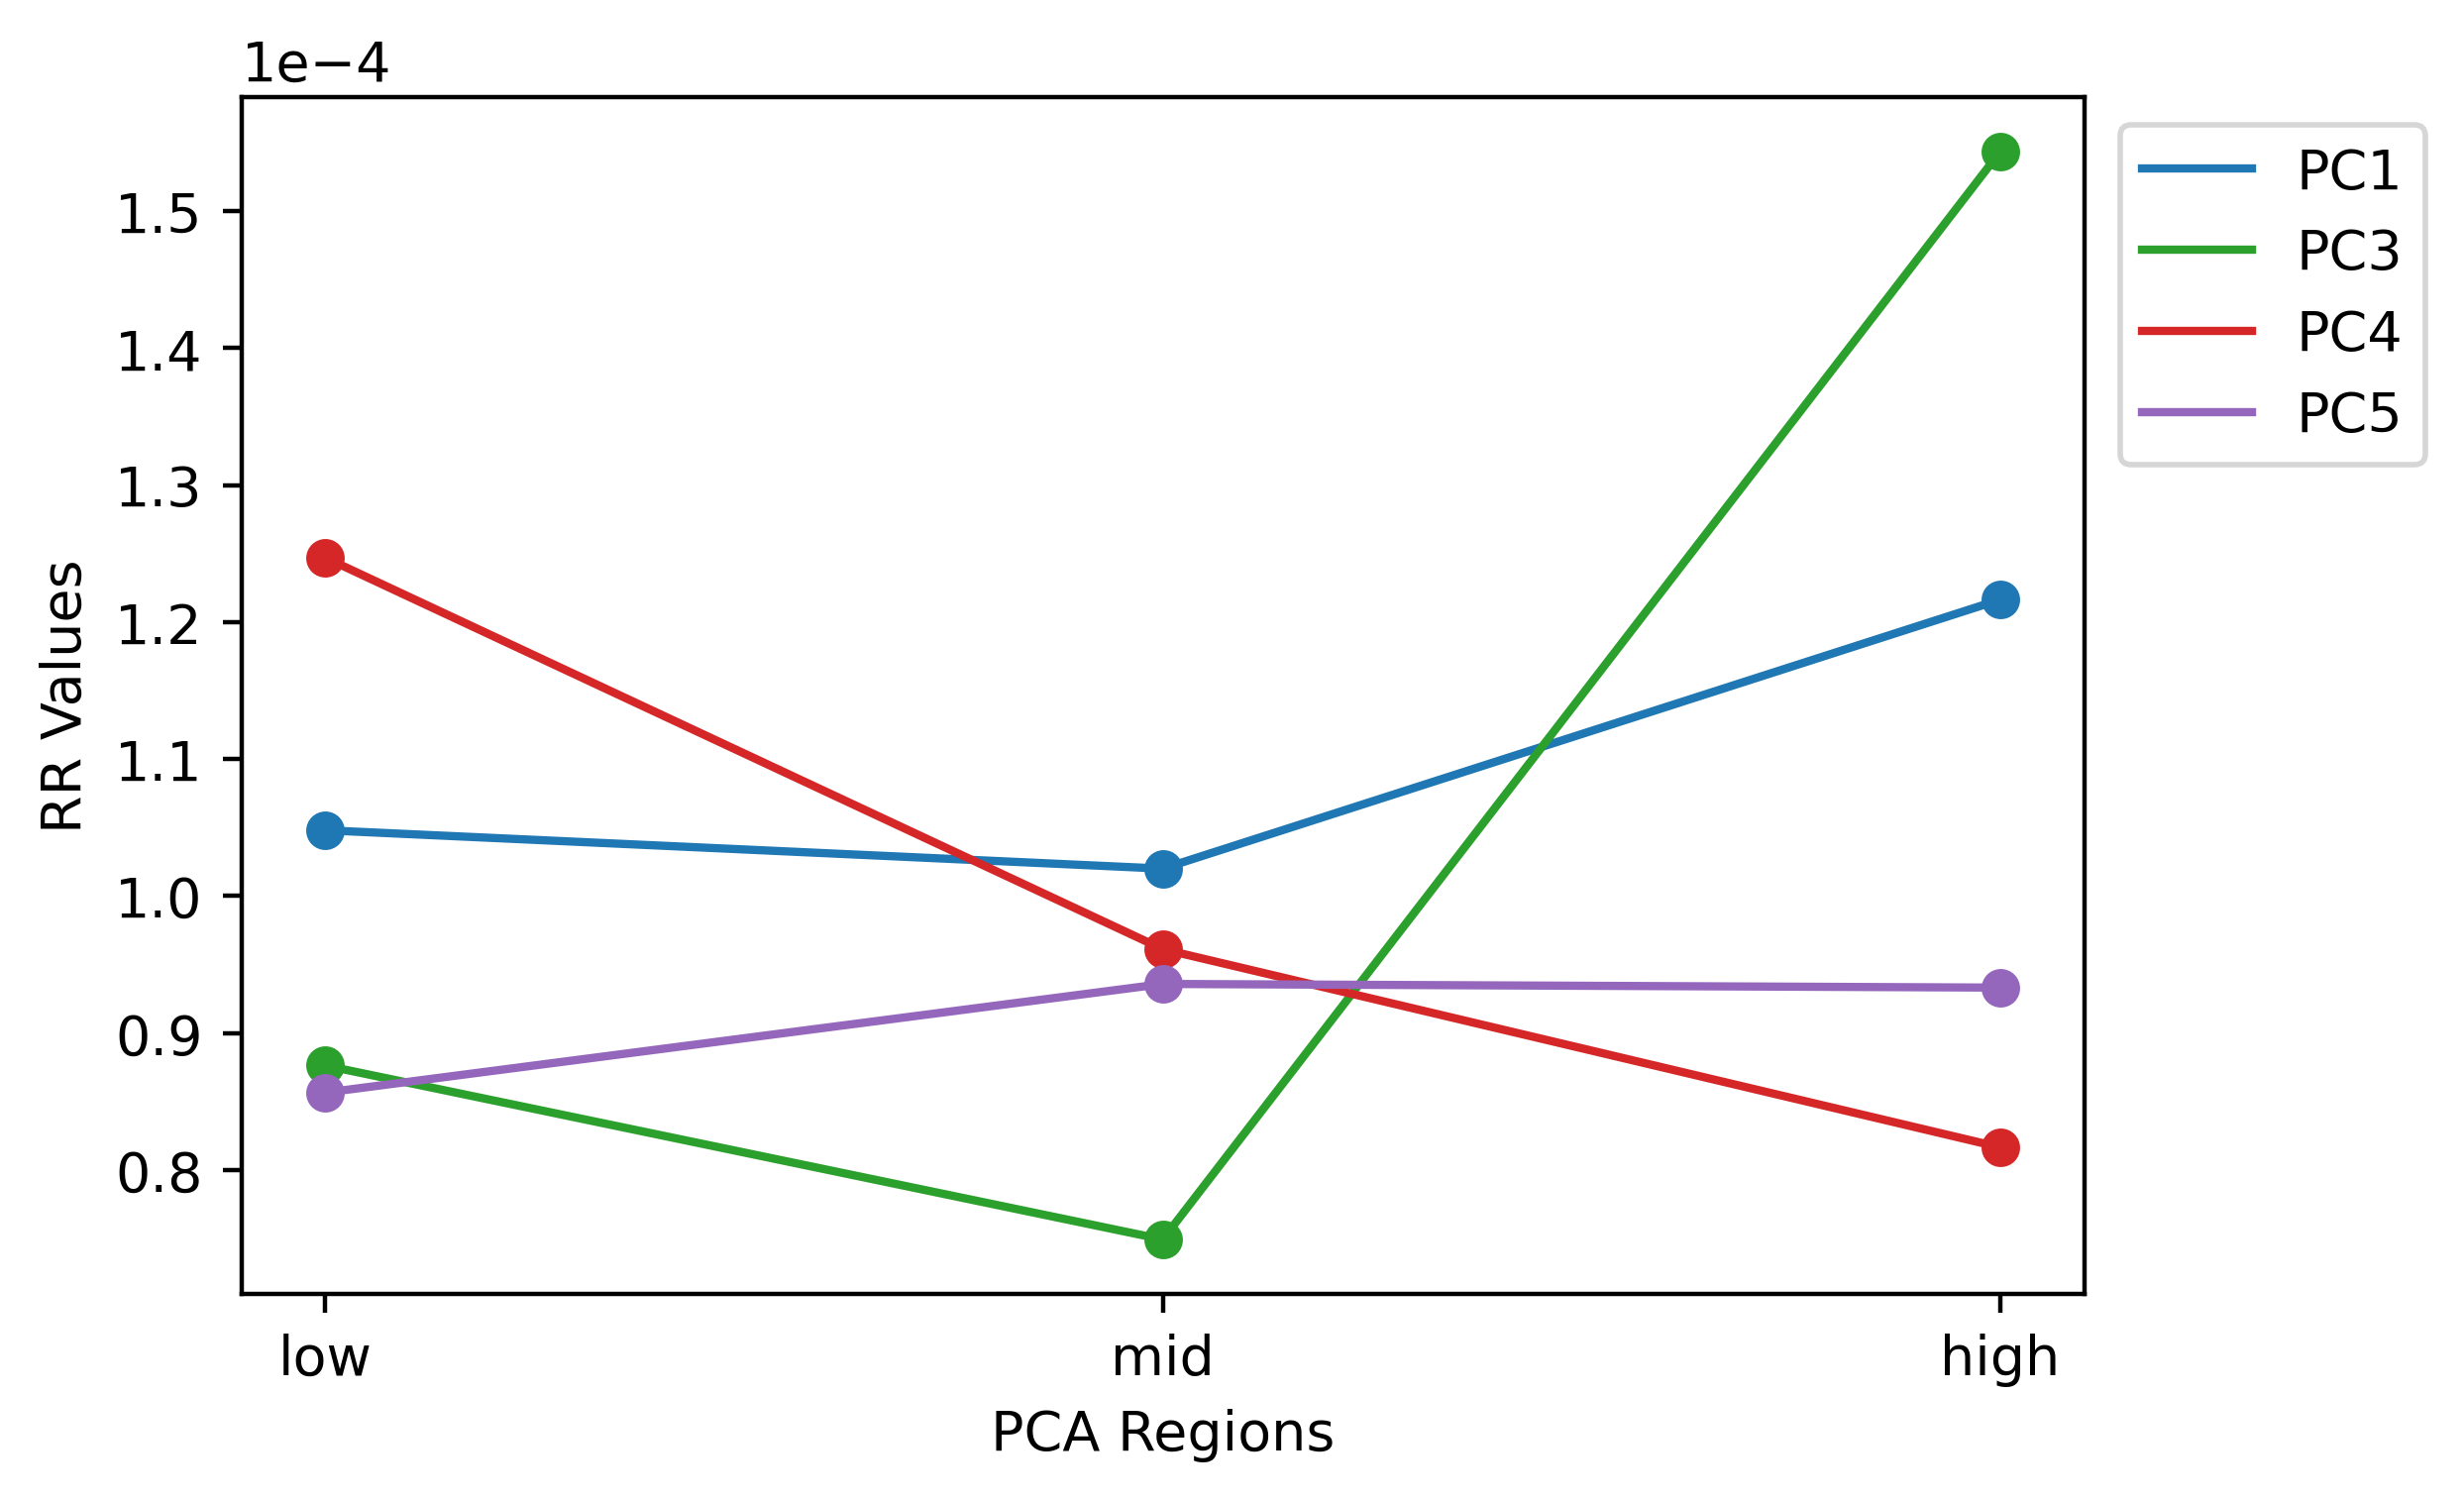 1e−4
1.5
1.4
1.3
1.2
1.1
1.0
0.9
0.8
RR Values
low
mid
high
PCA Regions
PC1
PC3
PC4
PC5